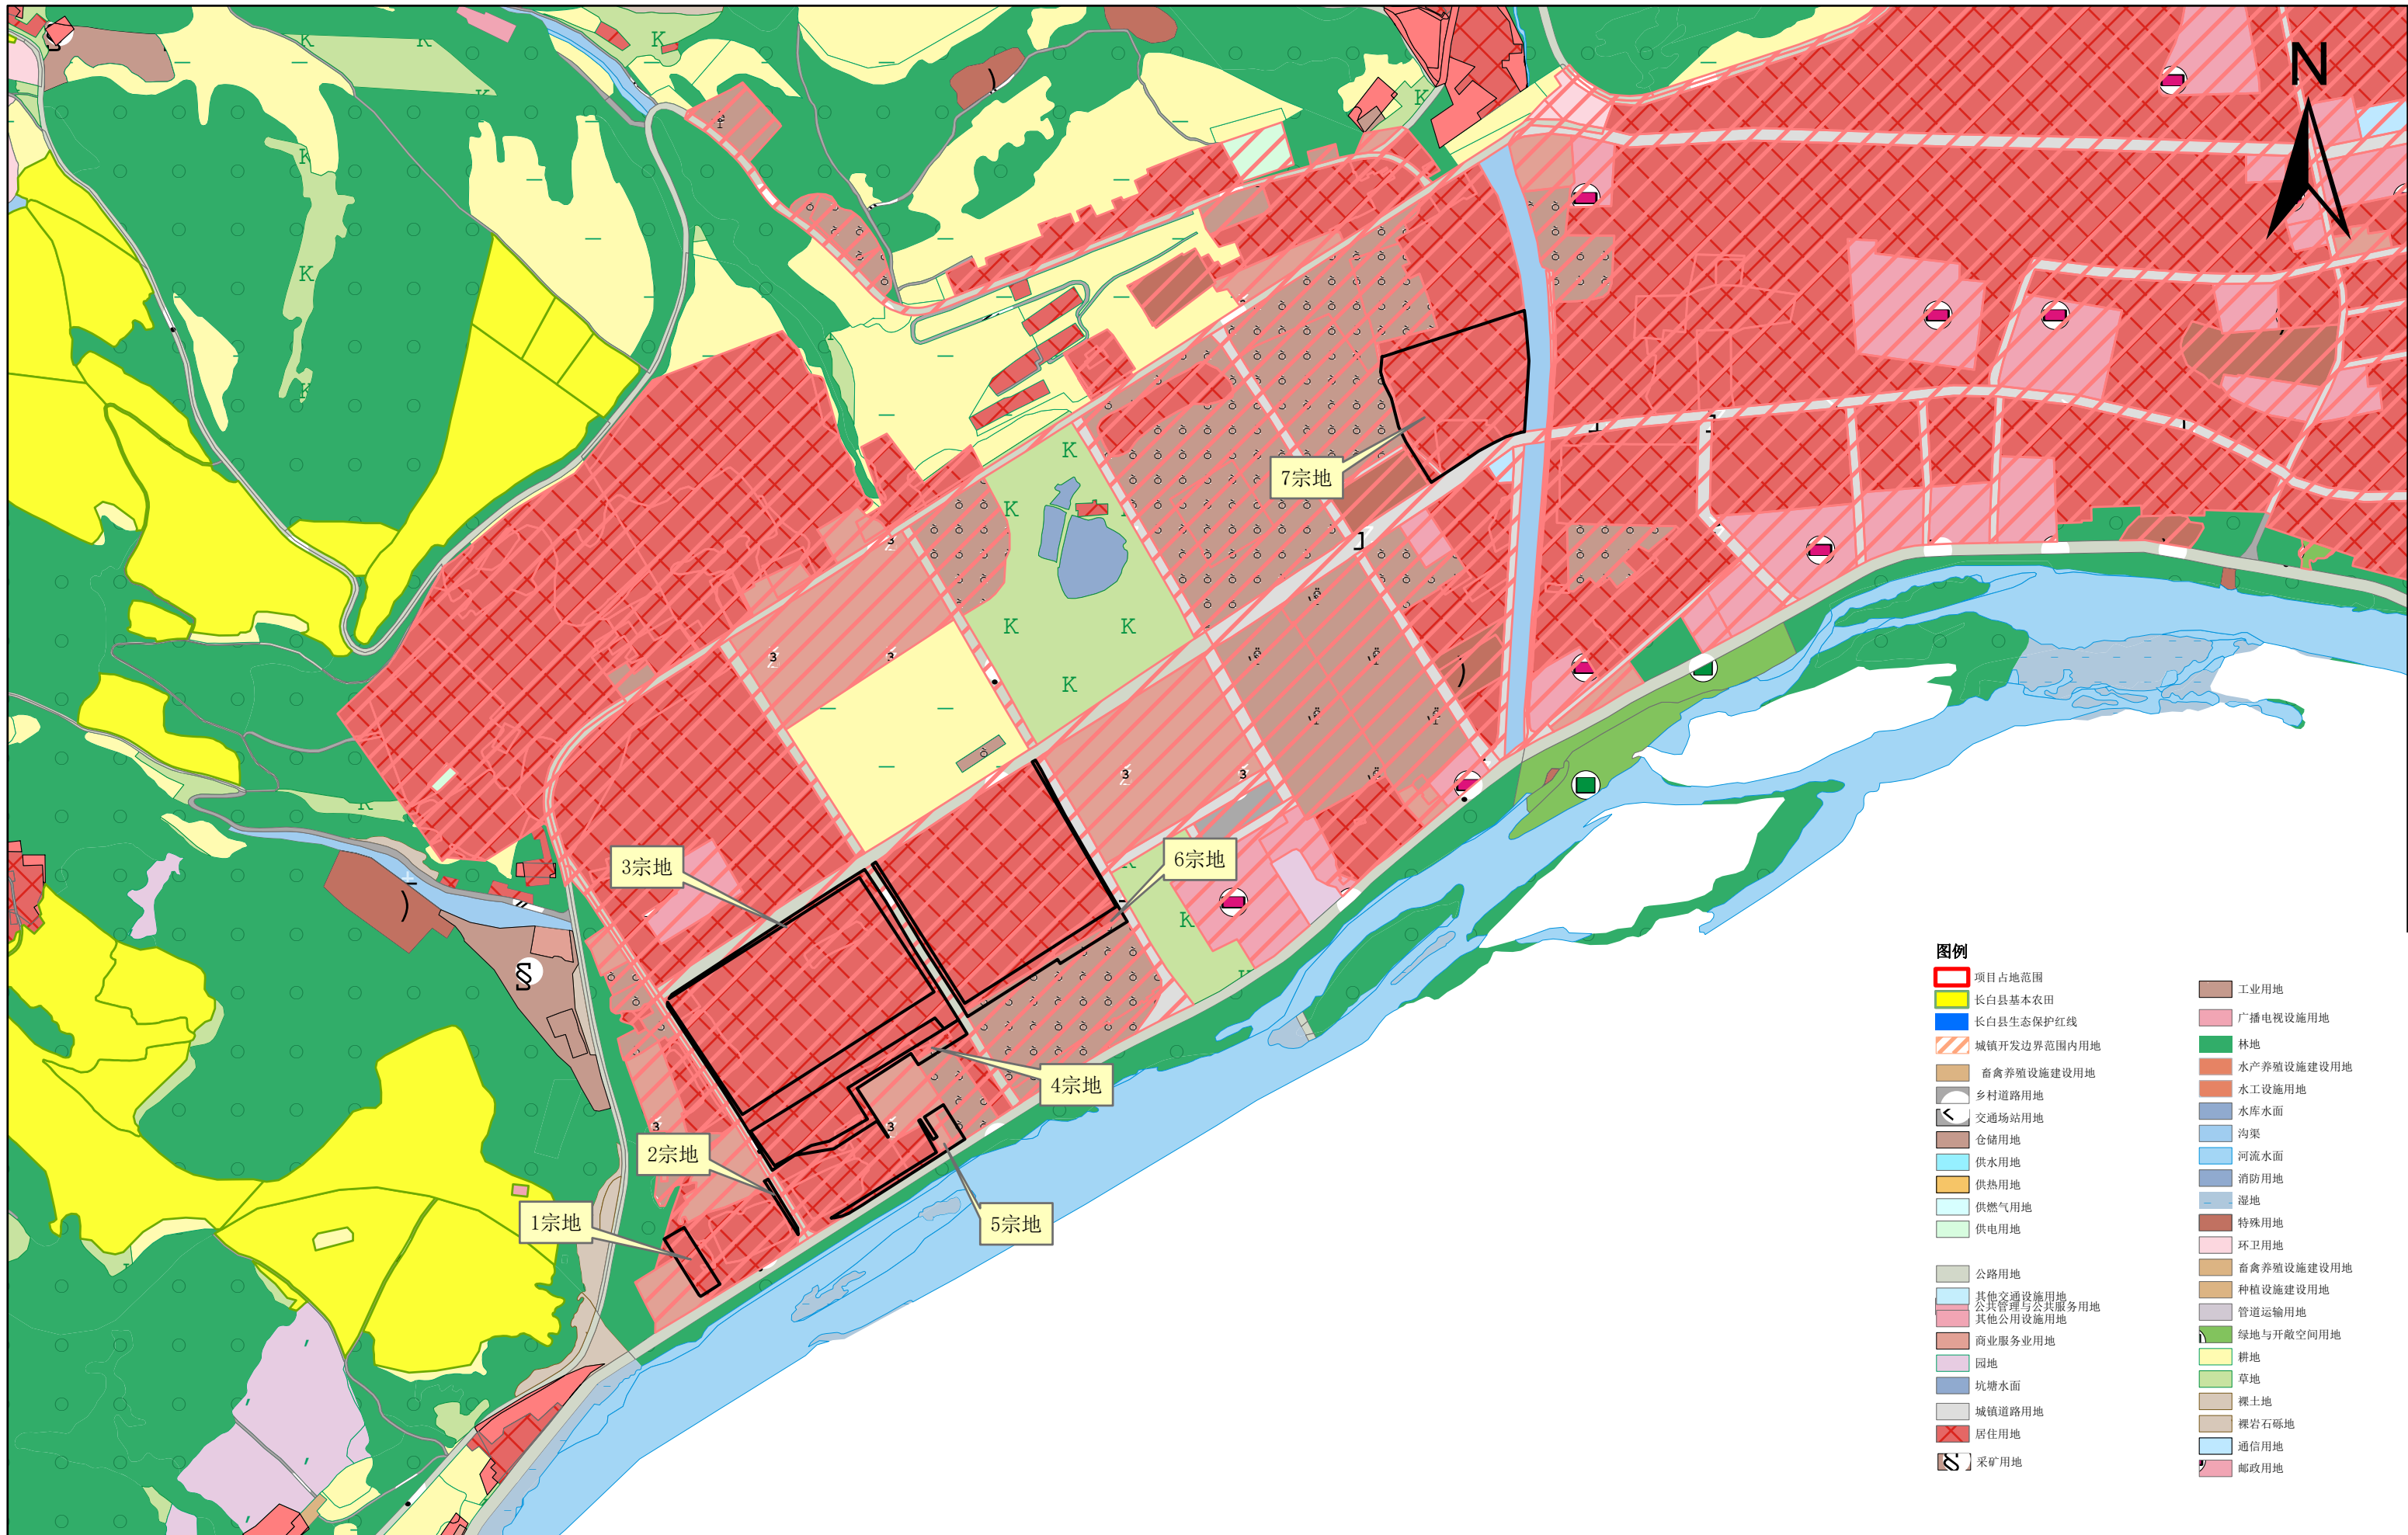 N
7宗地
3宗地
6宗地
4宗地
2宗地
1宗地
5宗地
图例
项目占地范围
长白县基本农田
长白县生态保护红线
城镇开发边界范围内用地
畜禽养殖设施建设用地
乡村道路用地
交通场站用地
仓储用地
供水用地
供热用地
供燃气用地
供电用地
公路用地
其他交通设施用地
公共管理与公共服务用地
其他公用设施用地
商业服务业用地
园地
坑塘水面
城镇道路用地
居住用地
采矿用地
工业用地
广播电视设施用地
林地
水产养殖设施建设用地
水工设施用地
水库水面
沟渠
河流水面
消防用地
湿地
特殊用地
环卫用地
畜禽养殖设施建设用地
种植设施建设用地
管道运输用地
绿地与开敞空间用地
耕地
草地
裸土地
裸岩石砾地
通信用地
邮政用地